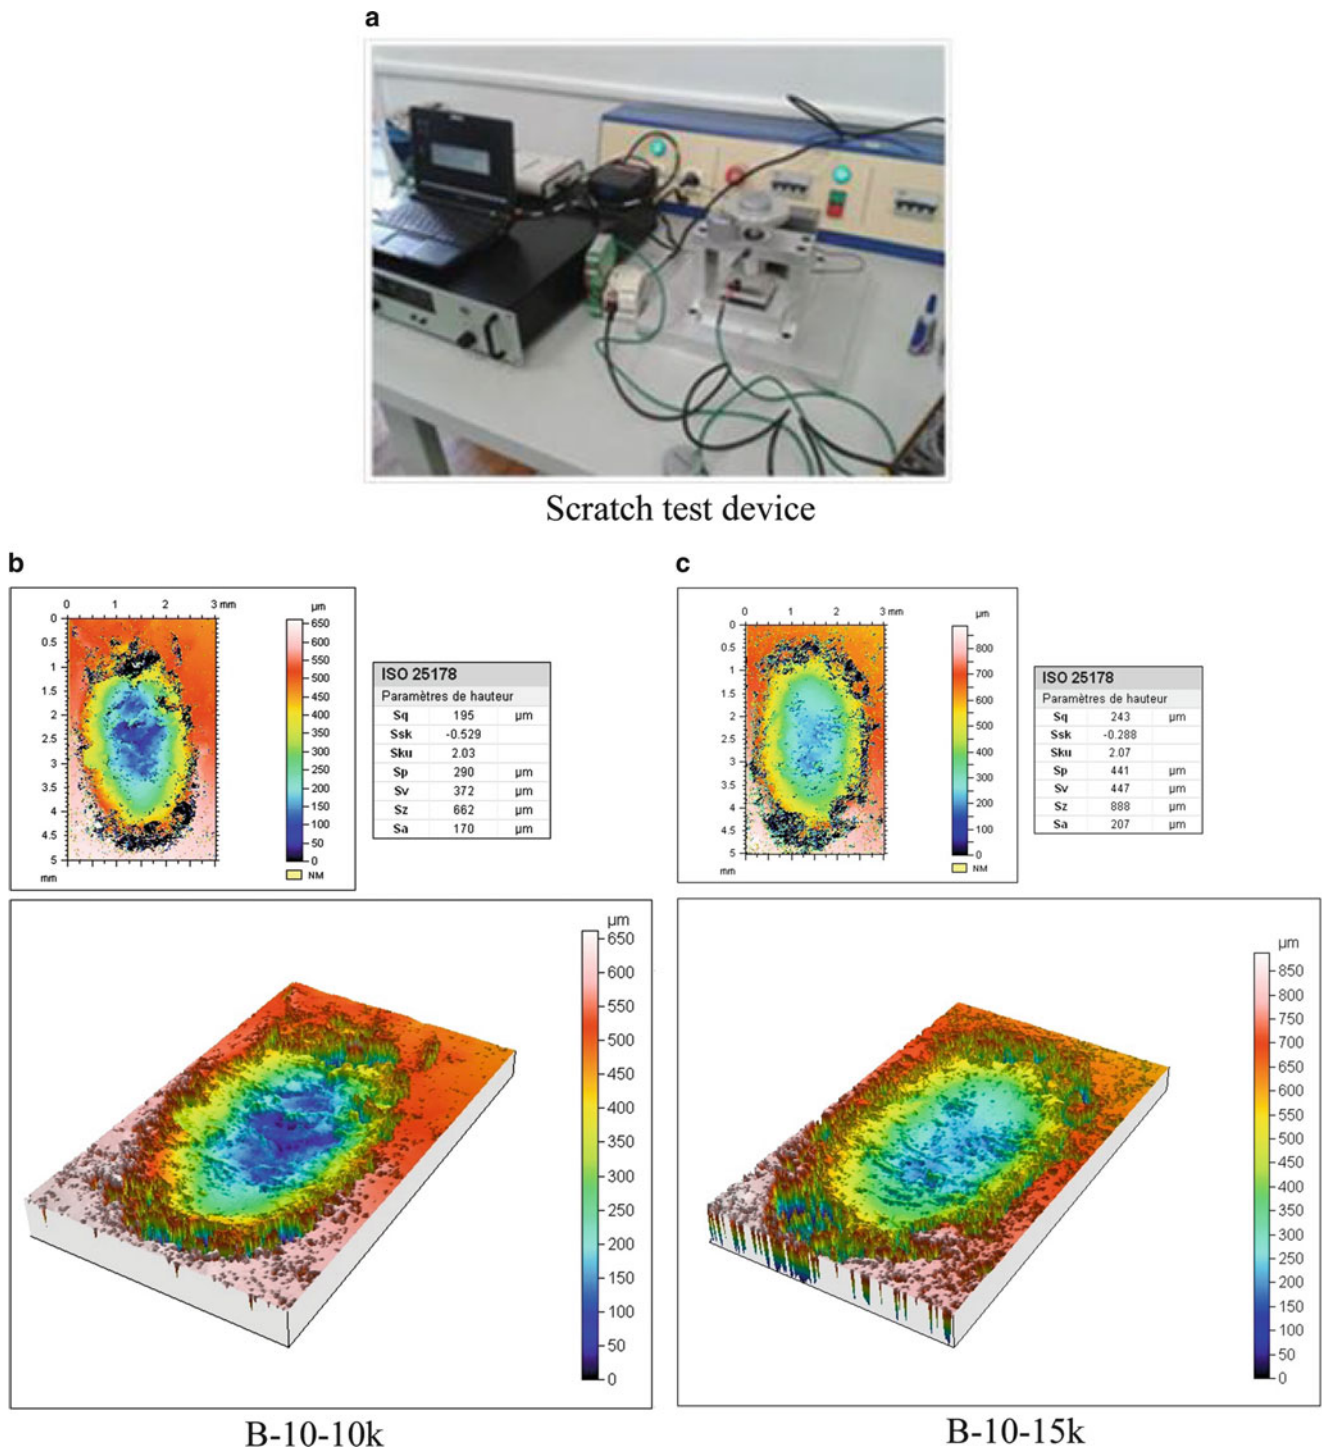 a
Scratch test device
b
0 1 2 3 mm
0
0.5
1
1.5
2
2.5
3
3.5
4
4.5
5
mm
µm
650
600
550
500
450
400
350
300
250
200
150
100
50
0
NM
ISO 25178
Paramètres de hauteur
Sq 195 µm
Ssk -0.529
Sku 2.03
Sp 290 µm
Sv 372 µm
Sz 662 µm
Sa 170 µm
µm
650
600
550
500
450
400
350
300
250
200
150
100
50
0
B-10-10k
c
0 1 2 3 mm
0
0.5
1
1.5
2
2.5
3
3.5
4
4.5
5
mm
µm
800
700
600
500
400
300
200
100
0
NM
ISO 25178
Paramètres de hauteur
Sq 243 µm
Ssk -0.288
Sku 2.07
Sp 441 µm
Sv 447 µm
Sz 888 µm
Sa 207 µm
µm
850
800
750
700
650
600
550
500
450
400
350
300
250
200
150
100
50
0
B-10-15k